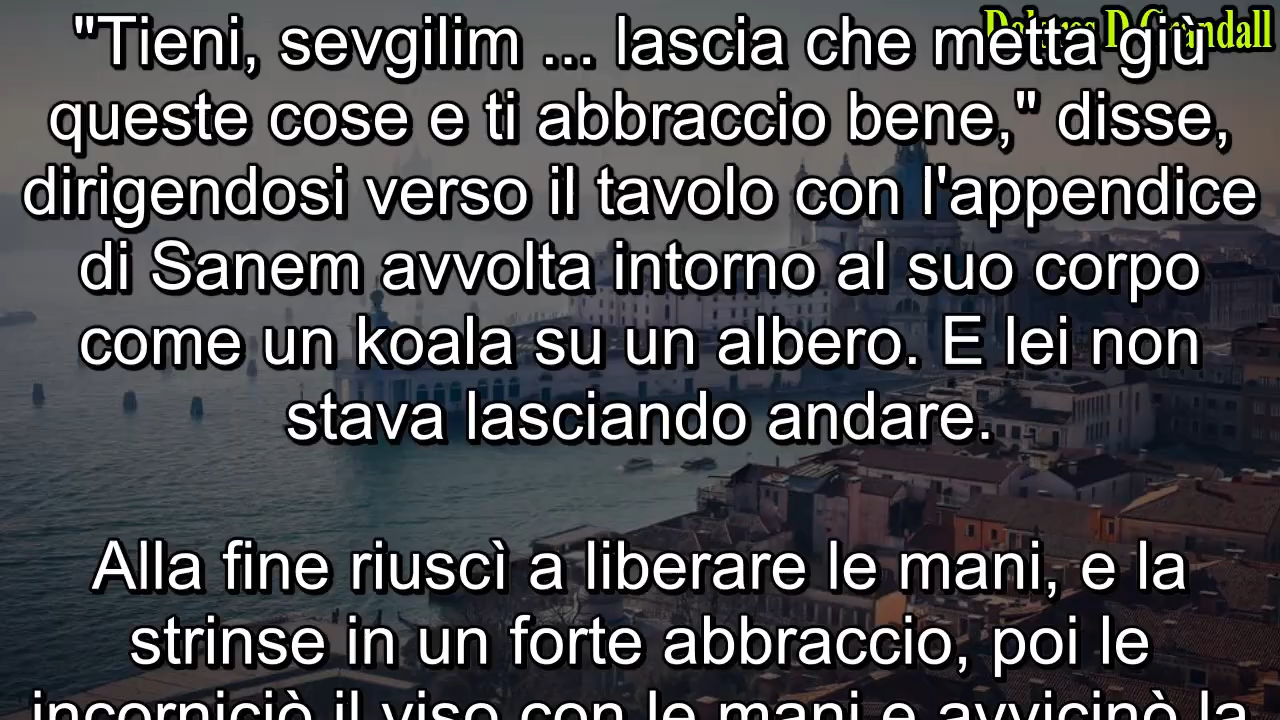 "Tieni, sevgilim ... lascia che metta giù
queste cose e ti abbraccio bene," disse,
dirigendosi verso il tavolo con l'appendice
di Sanem avvolta intorno al suo corpo
come un koala su un albero. E lei non
stava lasciando andare.
Alla fine riuscì a liberare le mani, e la
strinse in un forte abbraccio, poi le
incorniciò il viso con le mani e avvicinò la